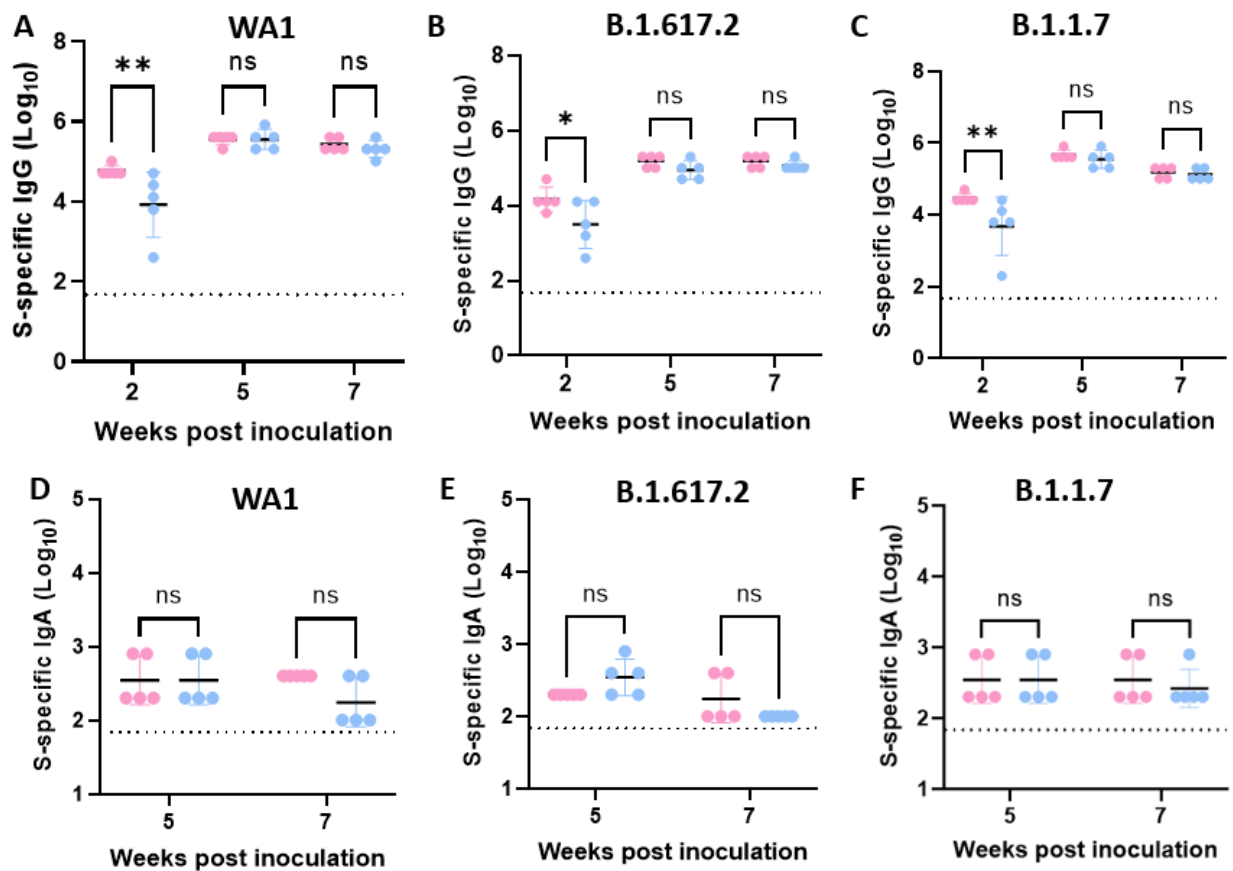 A WA1
S-specific IgG (Log10)
8
6
4
2
0
** ns ns
2 5 7
Weeks post inoculation
B B.1.617.2
S-specific IgG (Log10)
8
6
4
2
0
* ns ns
2 5 7
Weeks post inoculation
C B.1.1.7
S-specific IgG (Log10)
8
6
4
2
0
** ns ns
2 5 7
Weeks post inoculation
D WA1
S-specific IgA (Log10)
5
4
3
2
1
ns ns
5 7
Weeks post inoculation
E B.1.617.2
S-specific IgA (Log10)
5
4
3
2
1
ns ns
5 7
Weeks post inoculation
F B.1.1.7
S-specific IgA (Log10)
5
4
3
2
1
ns ns
5 7
Weeks post inoculation